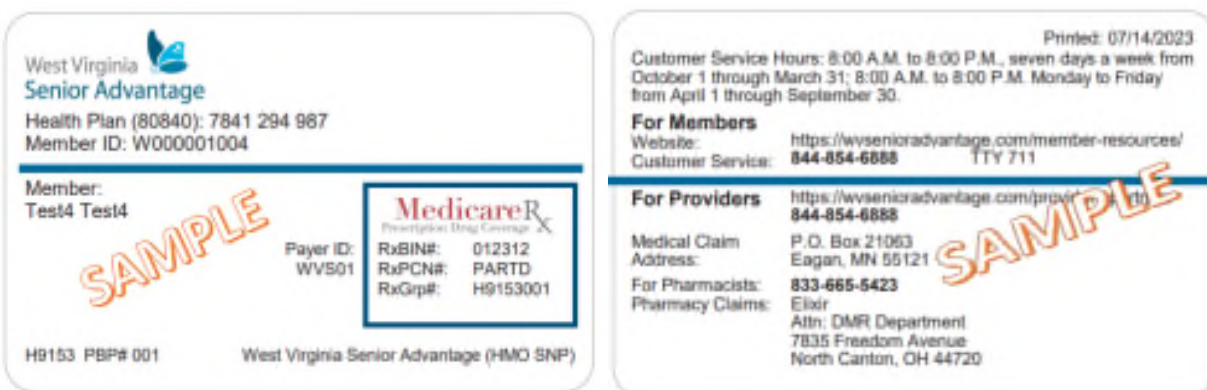 West Virginia
Senior Advantage
Health Plan (80840): 7841 294 987
Member ID: W000001004
Member:
Test4 Test4
SAMPLE
Payer ID:
WVS01
MedicareRx
Prescription Drug Coverage
RxBIN#: 012312
RxPCN#: PARTD
RxGrp#: H9153001
H9153 PBP# 001
West Virginia Senior Advantage (HMO SNP)
Printed: 07/14/2023
Customer Service Hours: 8:00 A.M. to 8:00 P.M., seven days a week from
October 1 through March 31; 8:00 A.M. to 8:00 P.M. Monday to Friday
from April 1 through September 30.
For Members
Website: https://wvsenioradvantage.com/member-resources/
Customer Service: 844-854-6888 TTY 711
For Providers
844-854-6888
SAMPLE
Medical Claim Address: P.O. Box 21063
Eagan, MN 55121
For Pharmacists: 833-665-5423
Pharmacy Claims: Elixir
Attn: DMR Department
7835 Freedom Avenue
North Canton, OH 44720